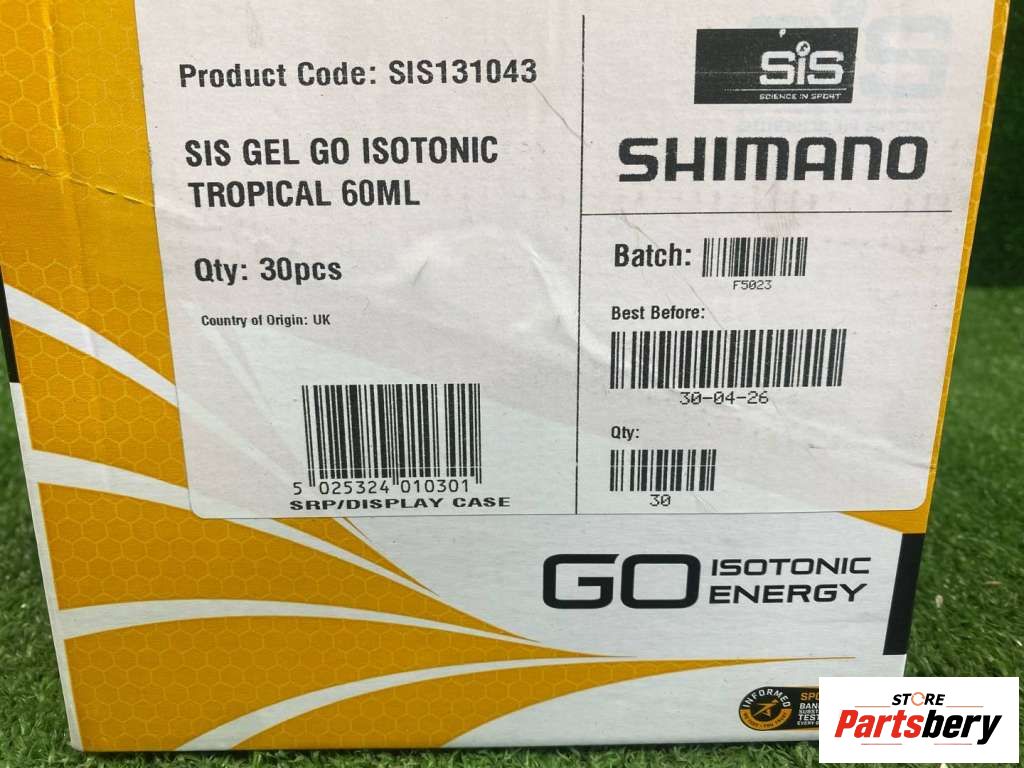 Product Code: SIS131043
SIS GEL GO ISOTONIC
TROPICAL 60ML
Qty: 30pcs
Country of Origin: UK
5 025324 010301
SRP/DISPLAY CASE
SiS
SCIENCE IN SPORT
SHIMANO
Batch:
F5023
Best Before:
30-04-26
Qty:
30
GO ISOTONIC
ENERGY
INFORMED
STORE
Partsbery